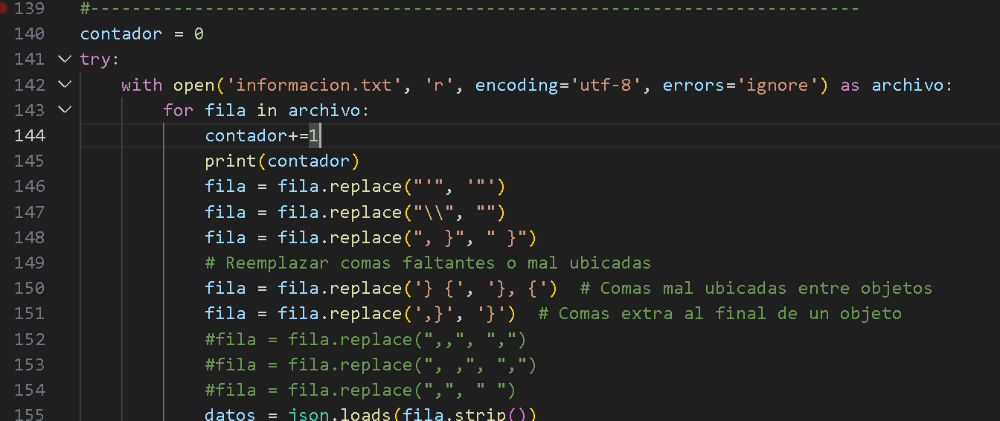 139 #---------------------------------------------------------------------------
140 contador = 0
141 try:
142     with open('informacion.txt', 'r', encoding='utf-8', errors='ignore') as archivo:
143         for fila in archivo:
144             contador+=1
145             print(contador)
146             fila = fila.replace("'", '"')
147             fila = fila.replace("\\", "")
148             fila = fila.replace(", }", " }")
149             # Reemplazar comas faltantes o mal ubicadas
150             fila = fila.replace('} {', '}, {')  # Comas mal ubicadas entre objetos
151             fila = fila.replace(',}', '}')  # Comas extra al final de un objeto
152             #fila = fila.replace(",,", ",")
153             #fila = fila.replace(", ,", ",")
154             #fila = fila.replace(",", " ")
155             datos = json.loads(fila.strip())